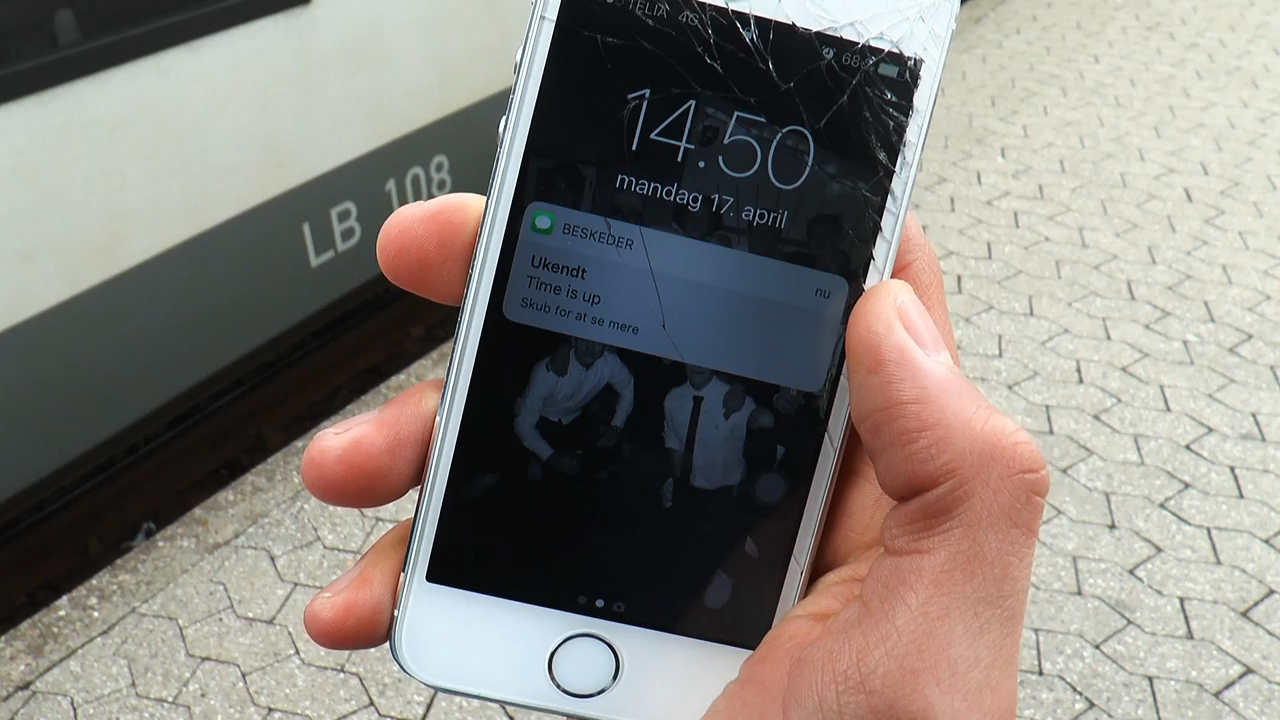 TELIA 4G 68%
14.50
mandag 17. april
BESKEDER
nu
Ukendt
Time is up
Skub for at se mere
LB 108